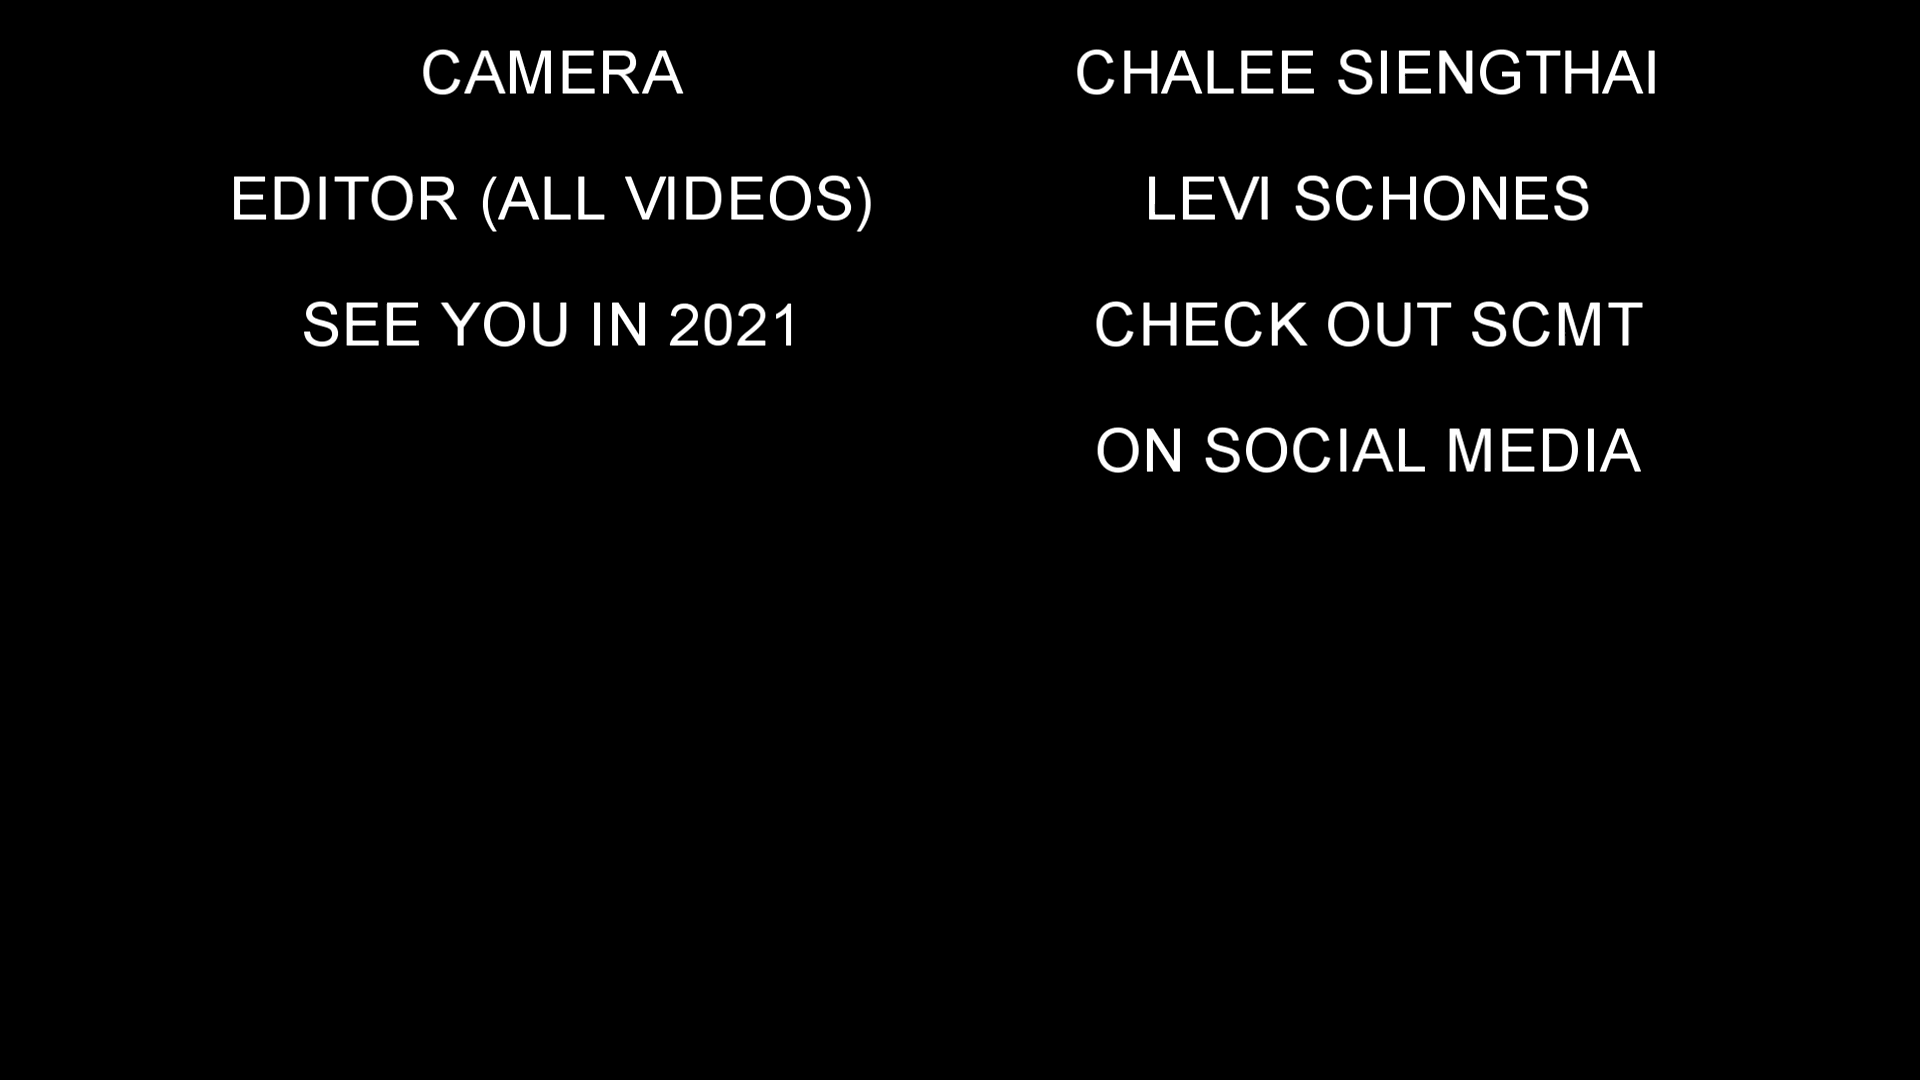 CAMERA CHALEE SIENGTHAI
EDITOR (ALL VIDEOS) LEVI SCHONES
SEE YOU IN 2021 CHECK OUT SCMT
ON SOCIAL MEDIA